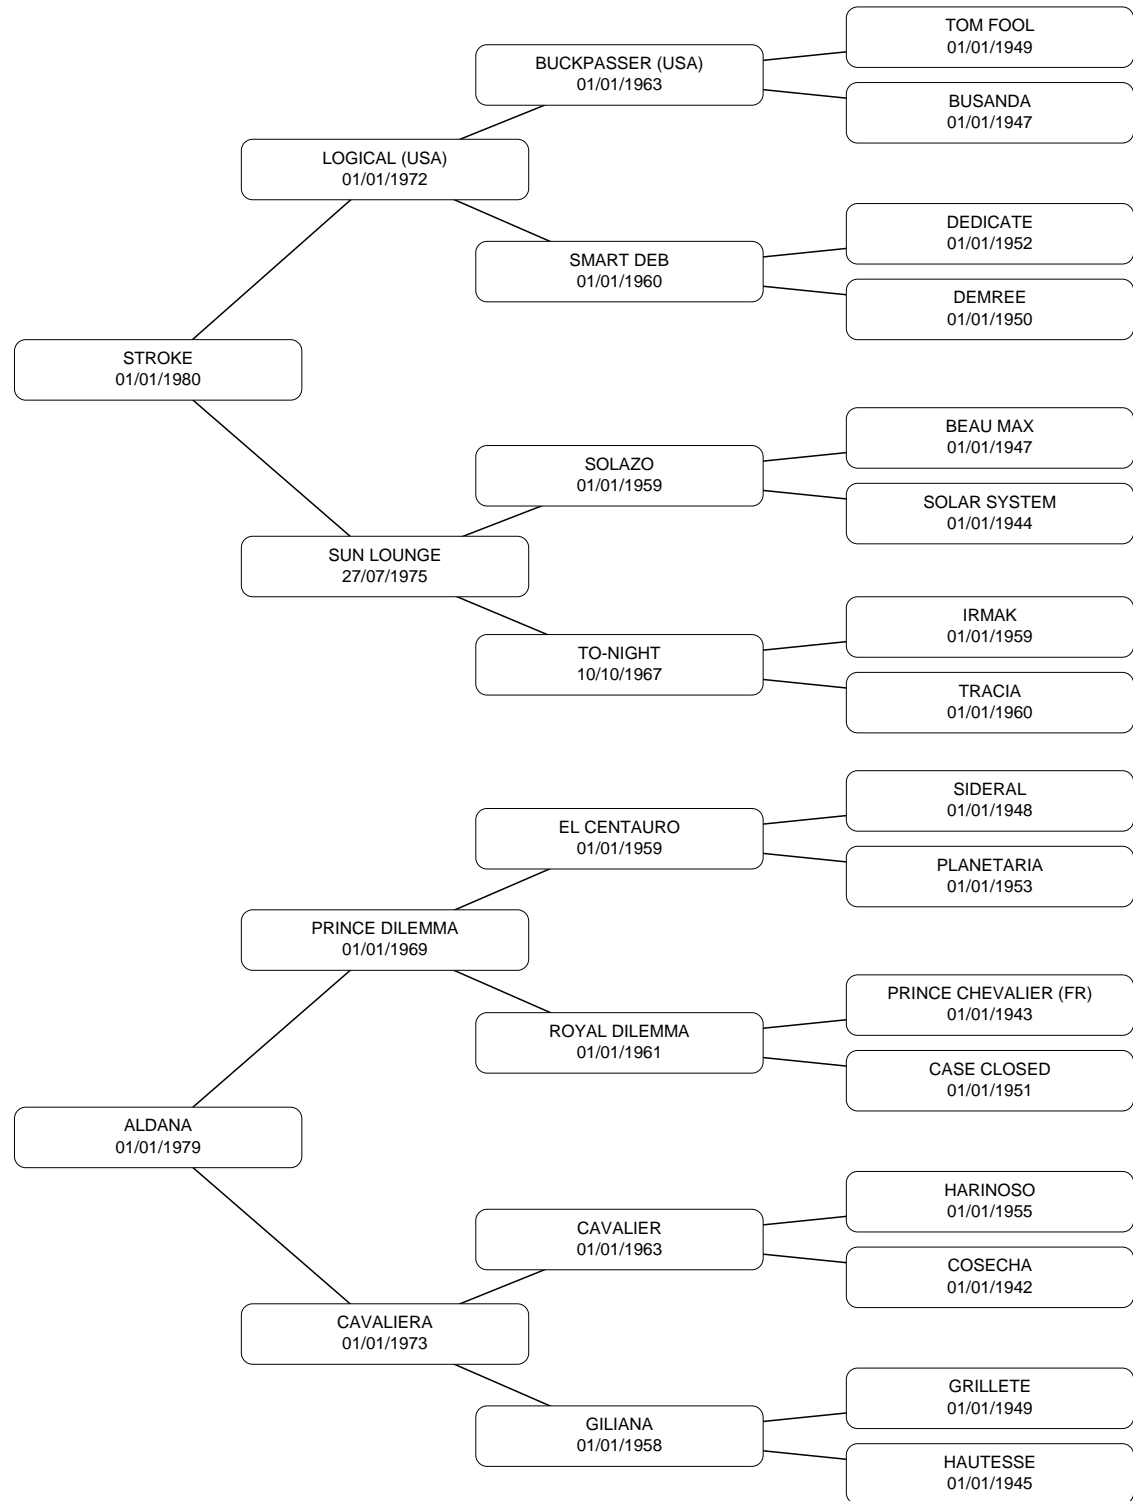 TOM FOOL
01/01/1949
BUCKPASSER (USA)
01/01/1963
BUSANDA
01/01/1947
LOGICAL (USA)
01/01/1972
DEDICATE
01/01/1952
SMART DEB
01/01/1960
DEMREE
01/01/1950
STROKE
01/01/1980
BEAU MAX
01/01/1947
SOLAZO
01/01/1959
SOLAR SYSTEM
01/01/1944
SUN LOUNGE
27/07/1975
IRMAK
01/01/1959
TO-NIGHT
10/10/1967
TRACIA
01/01/1960
SIDERAL
01/01/1948
EL CENTAURO
01/01/1959
PLANETARIA
01/01/1953
PRINCE DILEMMA
01/01/1969
PRINCE CHEVALIER (FR)
01/01/1943
ROYAL DILEMMA
01/01/1961
CASE CLOSED
01/01/1951
ALDANA
01/01/1979
HARINOSO
01/01/1955
CAVALIER
01/01/1963
COSECHA
01/01/1942
CAVALIERA
01/01/1973
GRILLETE
01/01/1949
GILIANA
01/01/1958
HAUTESSE
01/01/1945